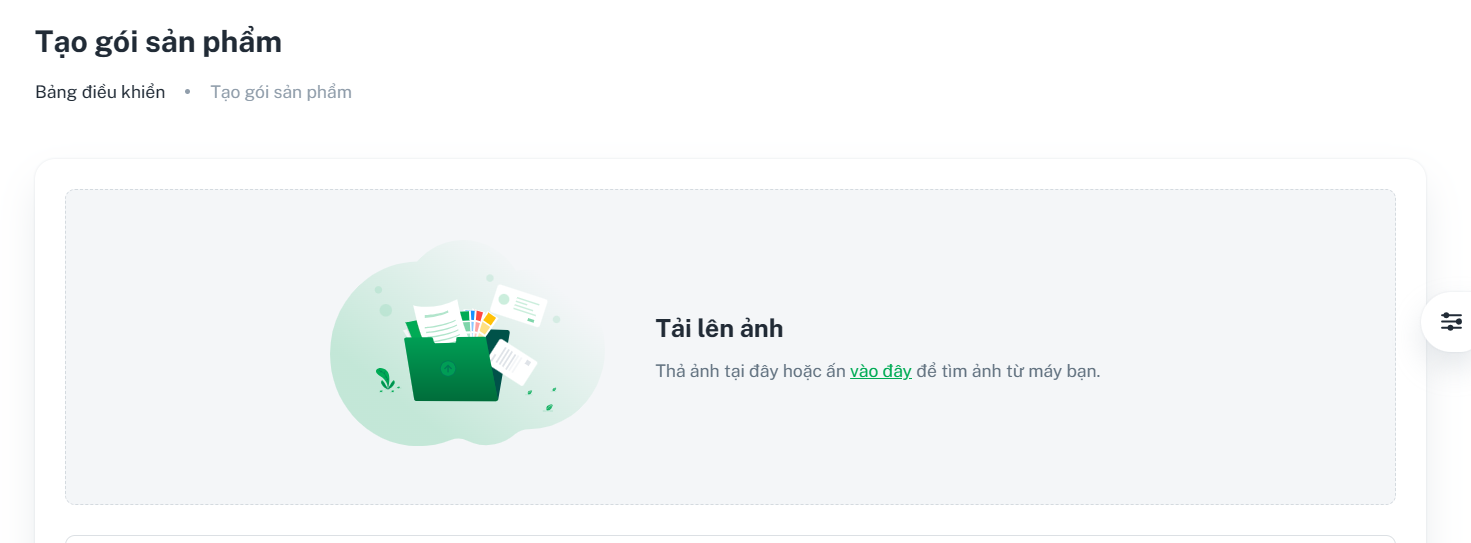 Tạo gói sản phẩm
Bảng điều khiển • Tạo gói sản phẩm
Tải lên ảnh
Thả ảnh tại đây hoặc ấn vào đây để tìm ảnh từ máy bạn.